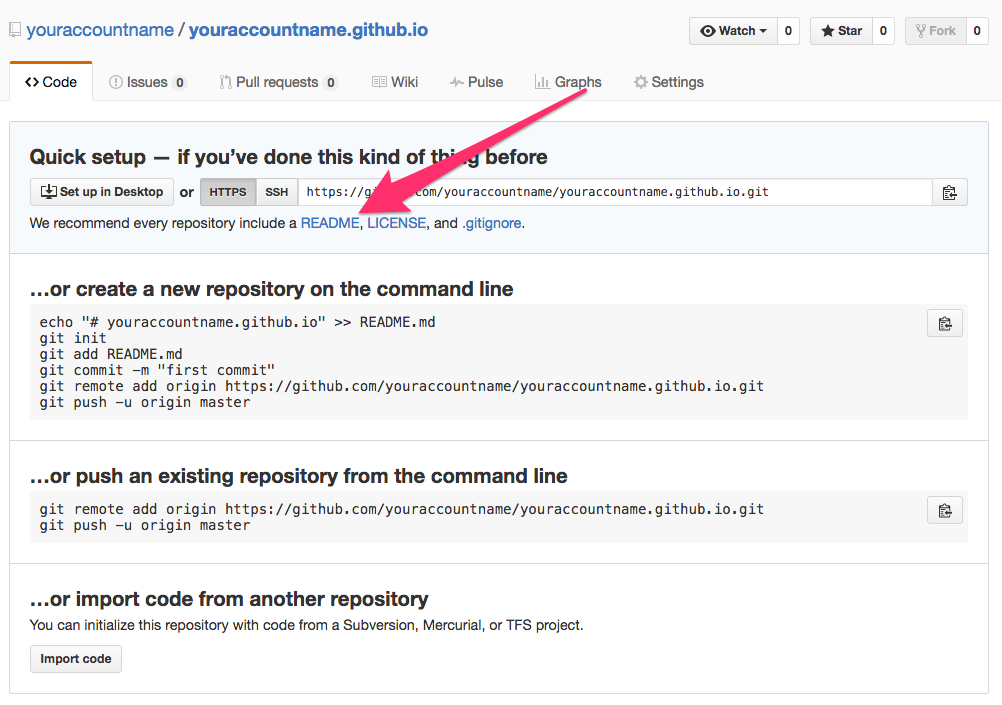 youraccountname / youraccountname.github.io
Watch 0 Star 0 Fork 0
Code Issues 0 Pull requests 0 Wiki Pulse Graphs Settings
Quick setup — if you’ve done this kind of thing before
Set up in Desktop or HTTPS SSH https://g .com/youraccountname/youraccountname.github.io.git
We recommend every repository include a README, LICENSE, and .gitignore.
…or create a new repository on the command line
echo "# youraccountname.github.io" >> README.md
git init
git add README.md
git commit -m "first commit"
git remote add origin https://github.com/youraccountname/youraccountname.github.io.git
git push -u origin master
…or push an existing repository from the command line
git remote add origin https://github.com/youraccountname/youraccountname.github.io.git
git push -u origin master
…or import code from another repository
You can initialize this repository with code from a Subversion, Mercurial, or TFS project.
Import code